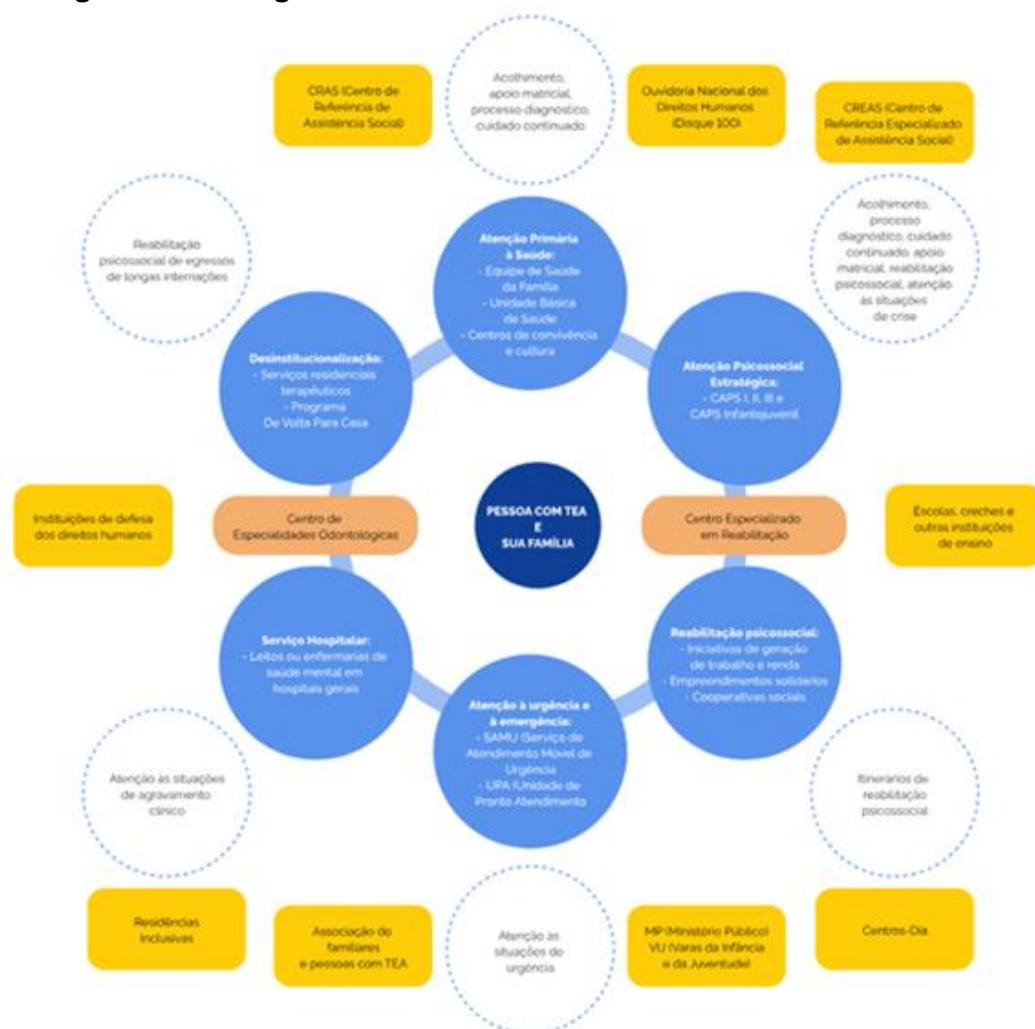 CRAS (Centro de
Referência de
Assistência Social)
Acolhimento,
apoio matricial,
processo diagnóstico,
cuidado continuado
Ouvidoria Nacional dos
Direitos Humanos
(Disque 100)
CREAS (Centro de
Referência Especializado
de Assistência Social)
Reabilitação
psicossocial de egressos
de longas internações
Atenção Primária
à Saúde:
- Equipe de Saúde
da Família
- Unidade Básica
de Saúde
- Centros de convivência
e cultura
Acolhimento,
processo
diagnóstico, cuidado
continuado, apoio
matricial, reabilitação
psicossocial, atenção
às situações
de crise
Desinstitucionalização:
- Serviços residenciais
terapêuticos
- Programa
De Volta Para Casa
Atenção Psicossocial
Estratégica:
- CAPS I, II, III e
CAPS Infantojuvenil
Instituições de defesa
dos direitos humanos
Centro de
Especialidades Odontológicas
PESSOA COM TEA
E
SUA FAMÍLIA
Centro Especializado
em Reabilitação
Escolas, creches e
outras instituições
de ensino
Serviço Hospitalar:
- Leitos ou enfermarias de
saúde mental em
hospitais gerais
Atenção à urgência e
à emergência:
- SAMU (Serviço de
Atendimento Móvel de
Urgência
- UPA (Unidade de
Pronto Atendimento
Reabilitação psicossocial:
- Iniciativas de geração
de trabalho e renda
- Empreendimentos solidários
- Cooperativas sociais
Atenção às situações
de agravamento
clínico
Itinerários de
reabilitação
psicossocial
Residências
Inclusivas
Associação de
familiares
e pessoas com TEA
Atenção às
situações de
urgência
MP (Ministério Público)
VIJ (Varas da Infância
e da Juventude)
Centros-Dia